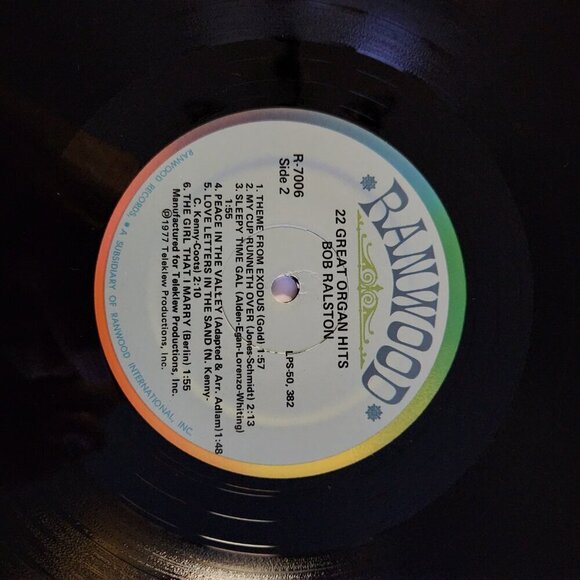 RANWOOD
22 GREAT ORGAN HITS
BOB RALSTON
R-7006
Side 2
LPS-50, 382
1. THEME FROM EXODUS (Gold) 1:57
2. MY CUP RUNNETH OVER (Jones-Schmidt) 2:13
3. SLEEPY TIME GAL (Alden-Egan-Lorenzo-Whiting)
1:55
4. PEACE IN THE VALLEY (Adapted & Arr. Adlam) 1:48
5. LOVE LETTERS IN THE SAND (N. Kenny-
C. Kenny-Coots) 2:10
6. THE GIRL THAT I MARRY (Berlin) 1:55
Manufactured for Teleklew Productions, Inc.
℗1977 Teleklew Productions, Inc.
RANWOOD RECORDS, • A SUBSIDIARY OF RANWOOD INTERNATIONAL, INC.